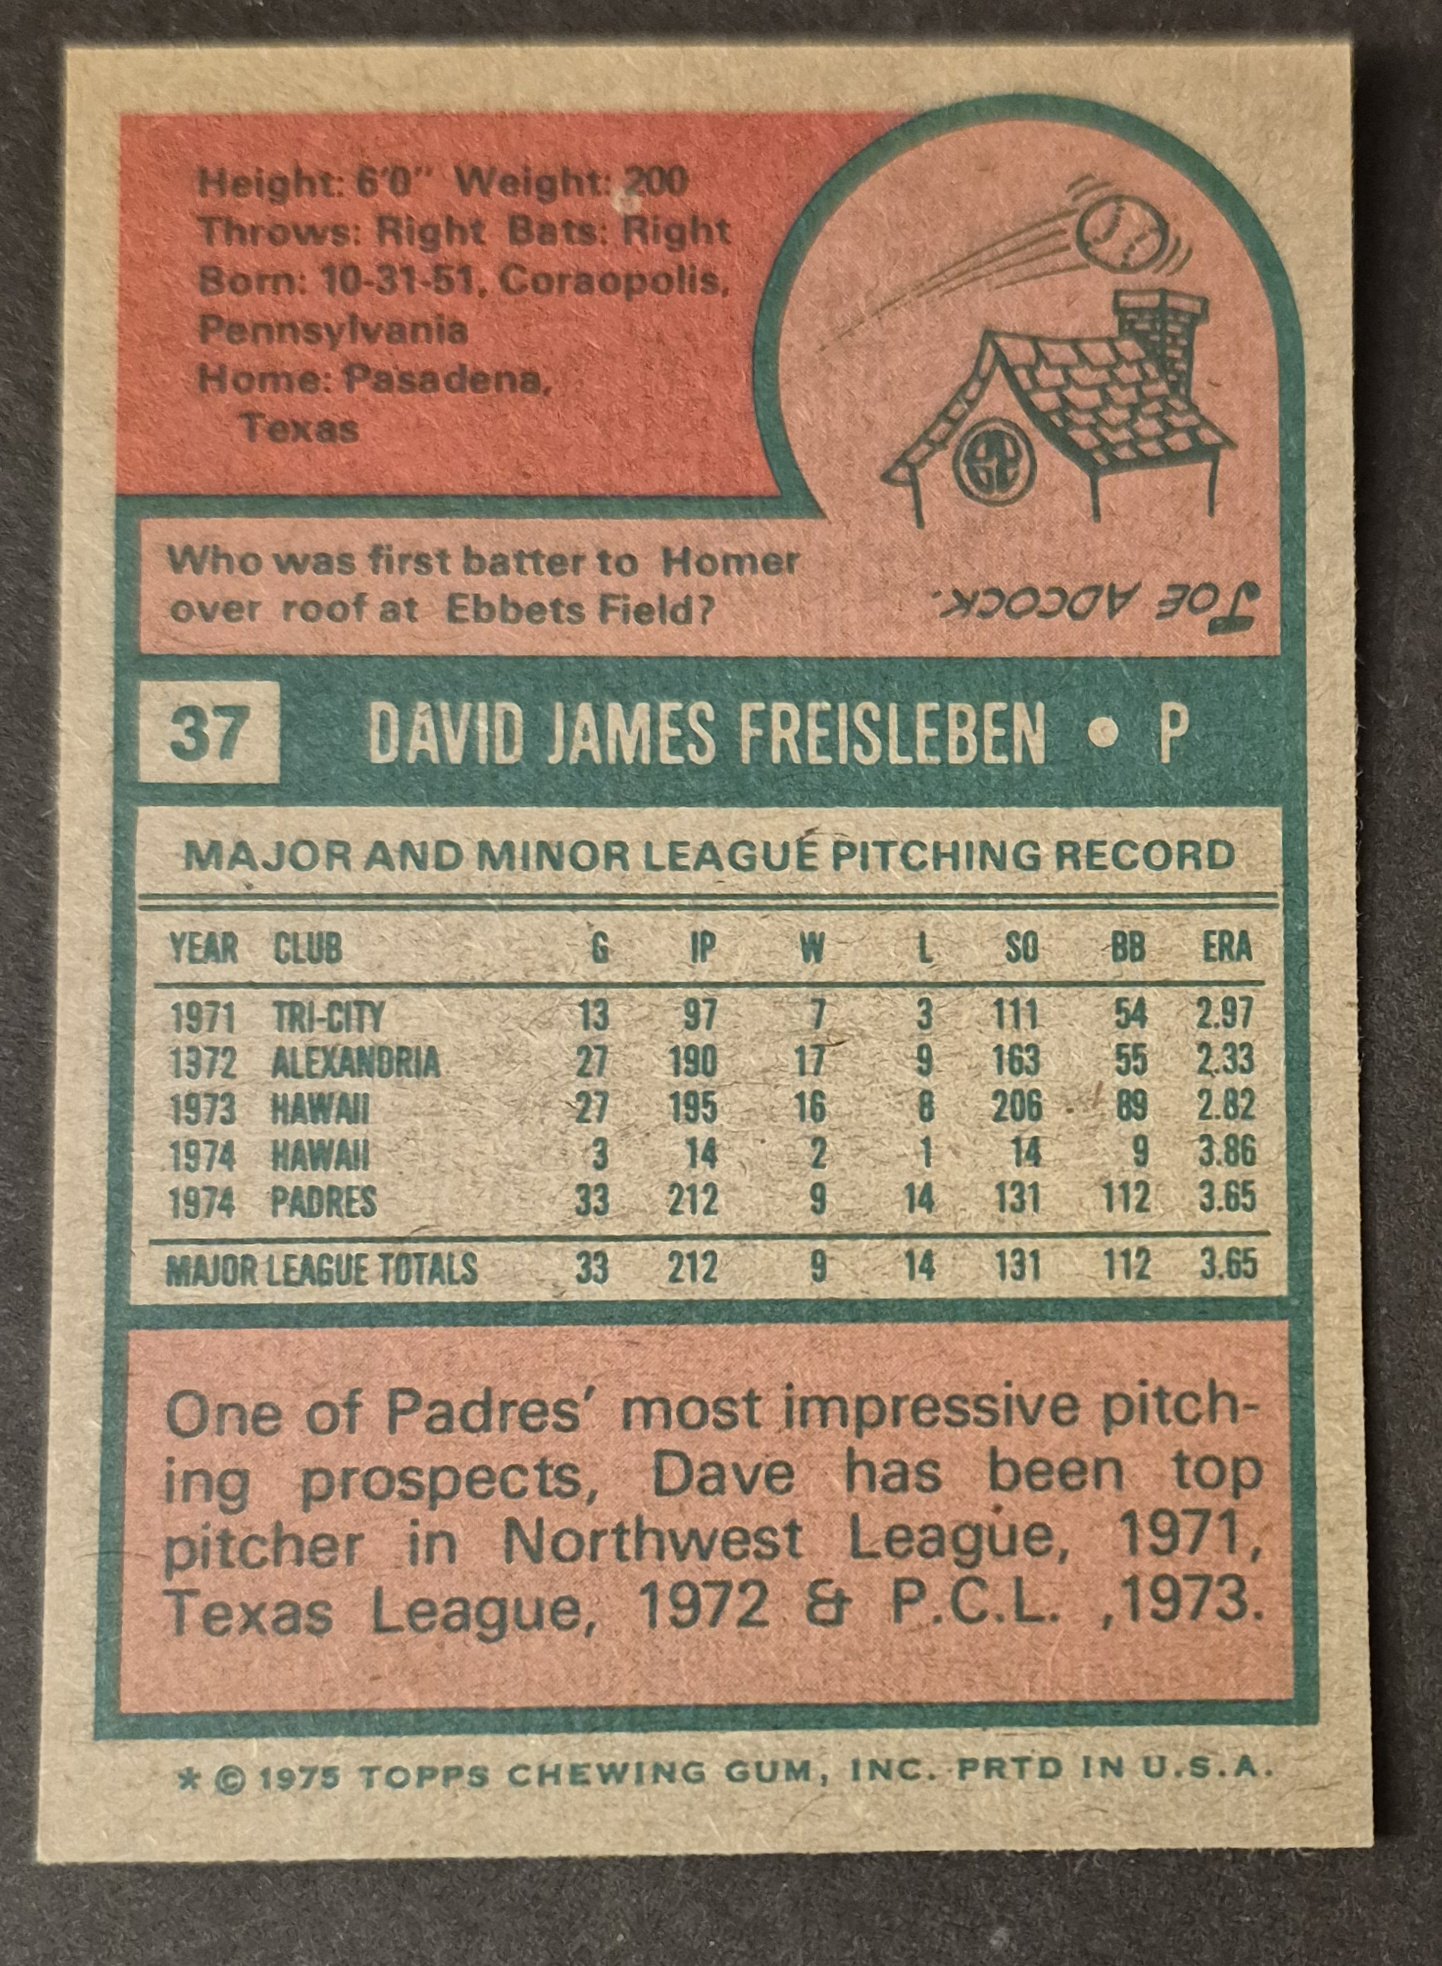 Height: 6'0" Weight: 200
Throws: Right Bats: Right
Born: 10-31-51, Coraopolis,
Pennsylvania
Home: Pasadena,
Texas
Who was first batter to Homer
over roof at Ebbets Field?
JOE ADCOCK.
37 DAVID JAMES FREISLEBEN • P
MAJOR AND MINOR LEAGUE PITCHING RECORD
YEAR CLUB G IP W L SO BB ERA
1971 TRI-CITY 13 97 7 3 111 54 2.97
1972 ALEXANDRIA 27 190 17 9 163 55 2.33
1973 HAWAII 27 195 16 8 206 89 2.82
1974 HAWAII 3 14 2 1 14 9 3.86
1974 PADRES 33 212 9 14 131 112 3.65
MAJOR LEAGUE TOTALS 33 212 9 14 131 112 3.65
One of Padres' most impressive pitch-
ing prospects, Dave has been top
pitcher in Northwest League, 1971,
Texas League, 1972 & P.C.L. ,1973.
* © 1975 TOPPS CHEWING GUM, INC. PRTD IN U.S.A.